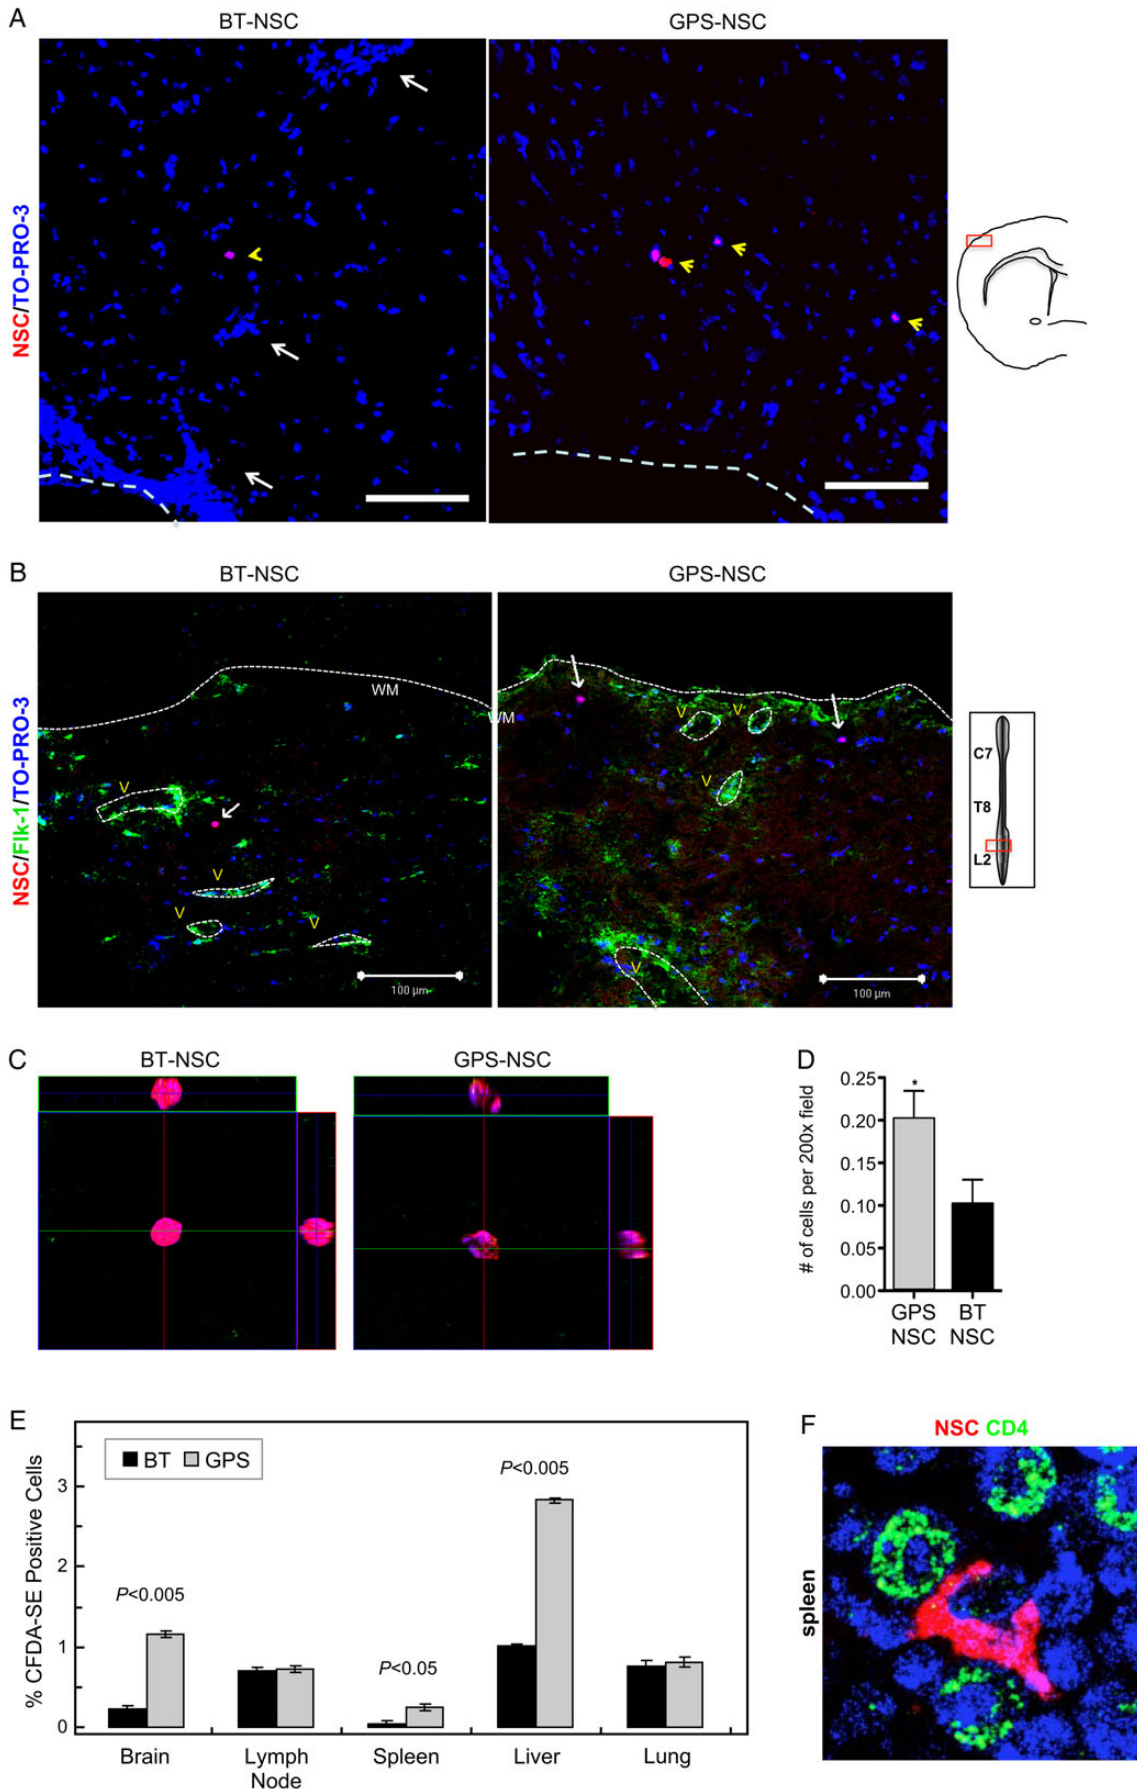 A
BT-NSC
GPS-NSC
NSC/TO-PRO-3
B
BT-NSC
GPS-NSC
NSC/Flk-1/TO-PRO-3
WM
WM
V
V
V
V
V
V
V
V
100 µm
100 µm
C7
T8
L2
C
BT-NSC
GPS-NSC
D
# of cells per 200x field
0.25
0.20
0.15
0.10
0.05
0.00
*
GPS
NSC
BT
NSC
E
% CFDA-SE Positive Cells
3
2
1
0
BT
GPS
P<0.005
P<0.05
P<0.005
Brain
Lymph
Node
Spleen
Liver
Lung
F
NSC CD4
spleen